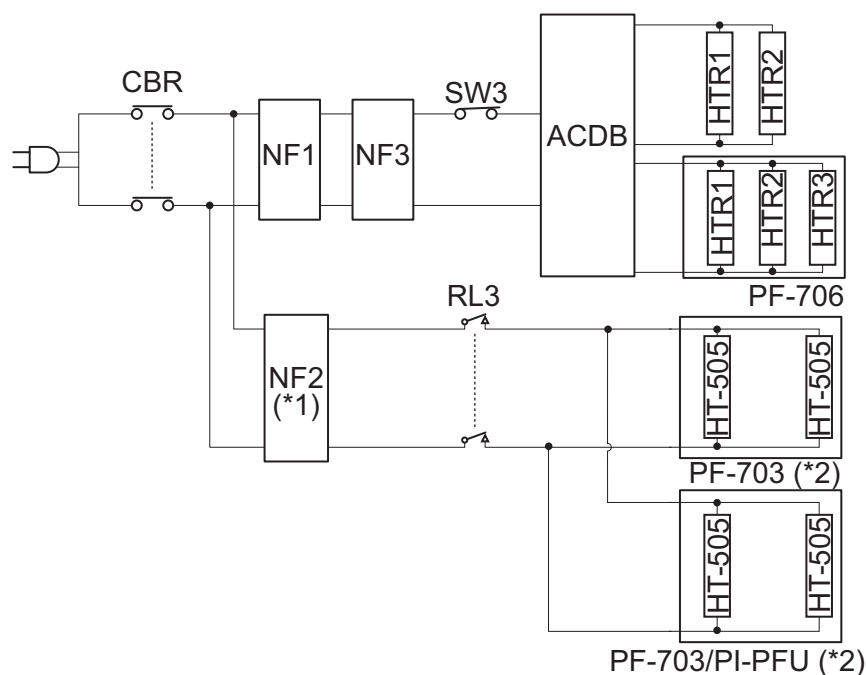 CBR
SW3
NF1
NF3
ACDB
HTR1
HTR2
HTR1
HTR2
HTR3
PF-706
RL3
NF2
(*1)
HT-505
HT-505
PF-703 (*2)
HT-505
HT-505
PF-703/PI-PFU (*2)